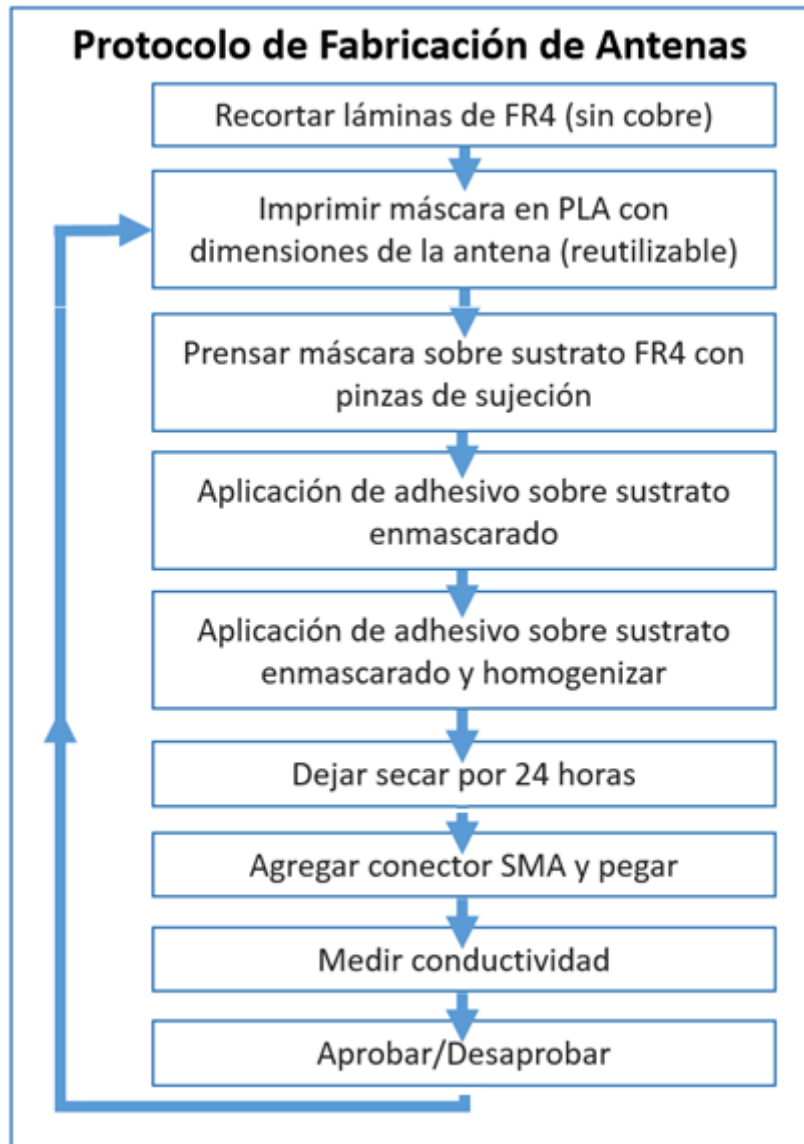 Protocolo de Fabricación de Antenas
Recortar láminas de FR4 (sin cobre)
Imprimir máscara en PLA con
dimensiones de la antena (reutilizable)
Prensar máscara sobre sustrato FR4 con
pinzas de sujeción
Aplicación de adhesivo sobre sustrato
enmascarado
Aplicación de adhesivo sobre sustrato
enmascarado y homogenizar
Dejar secar por 24 horas
Agregar conector SMA y pegar
Medir conductividad
Aprobar/Desaprobar